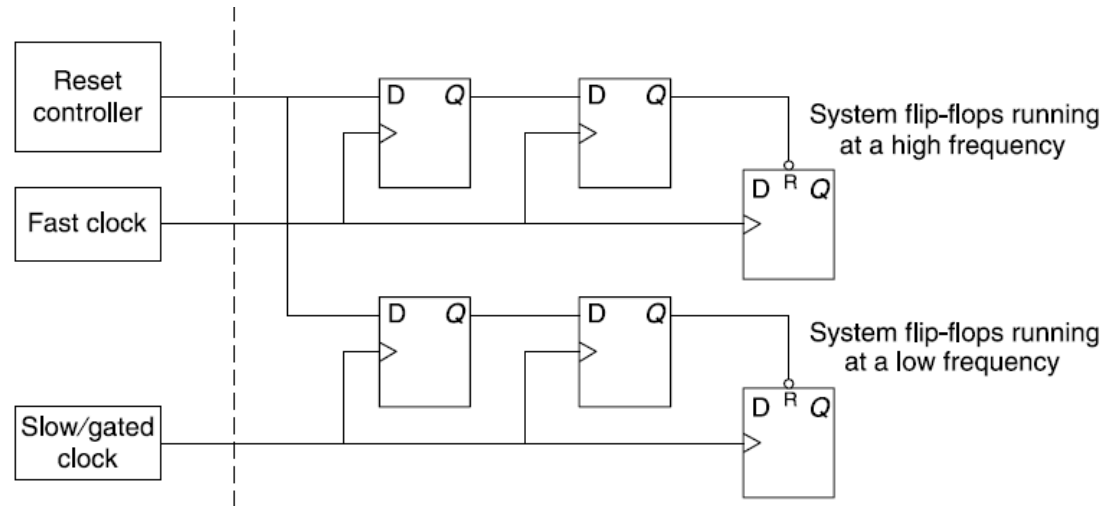 Reset
controller
D Q
D Q
System flip-flops running
at a high frequency
D R Q
Fast clock
D Q
D Q
System flip-flops running
at a low frequency
D R Q
Slow/gated
clock